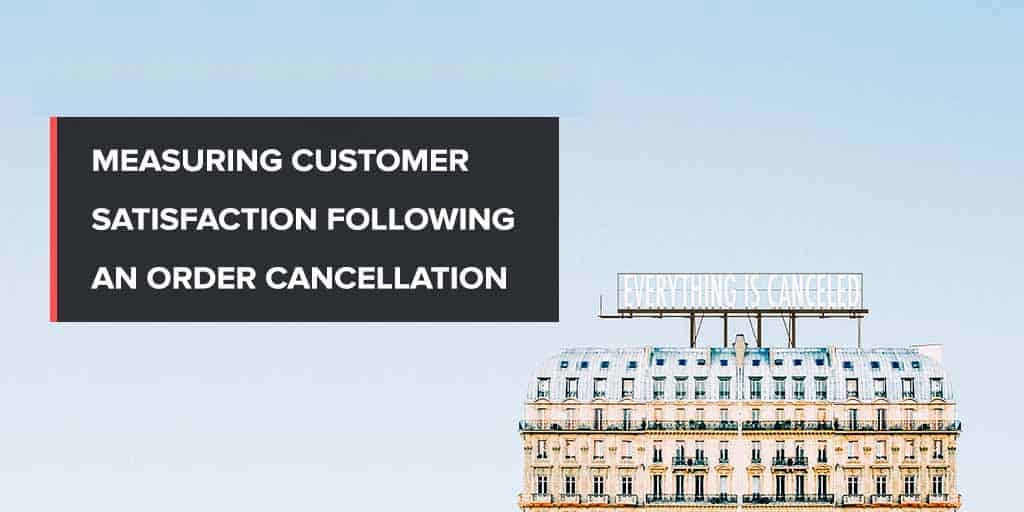 MEASURING CUSTOMER
SATISFACTION FOLLOWING
AN ORDER CANCELLATION
EVERYTHING IS CANCELED